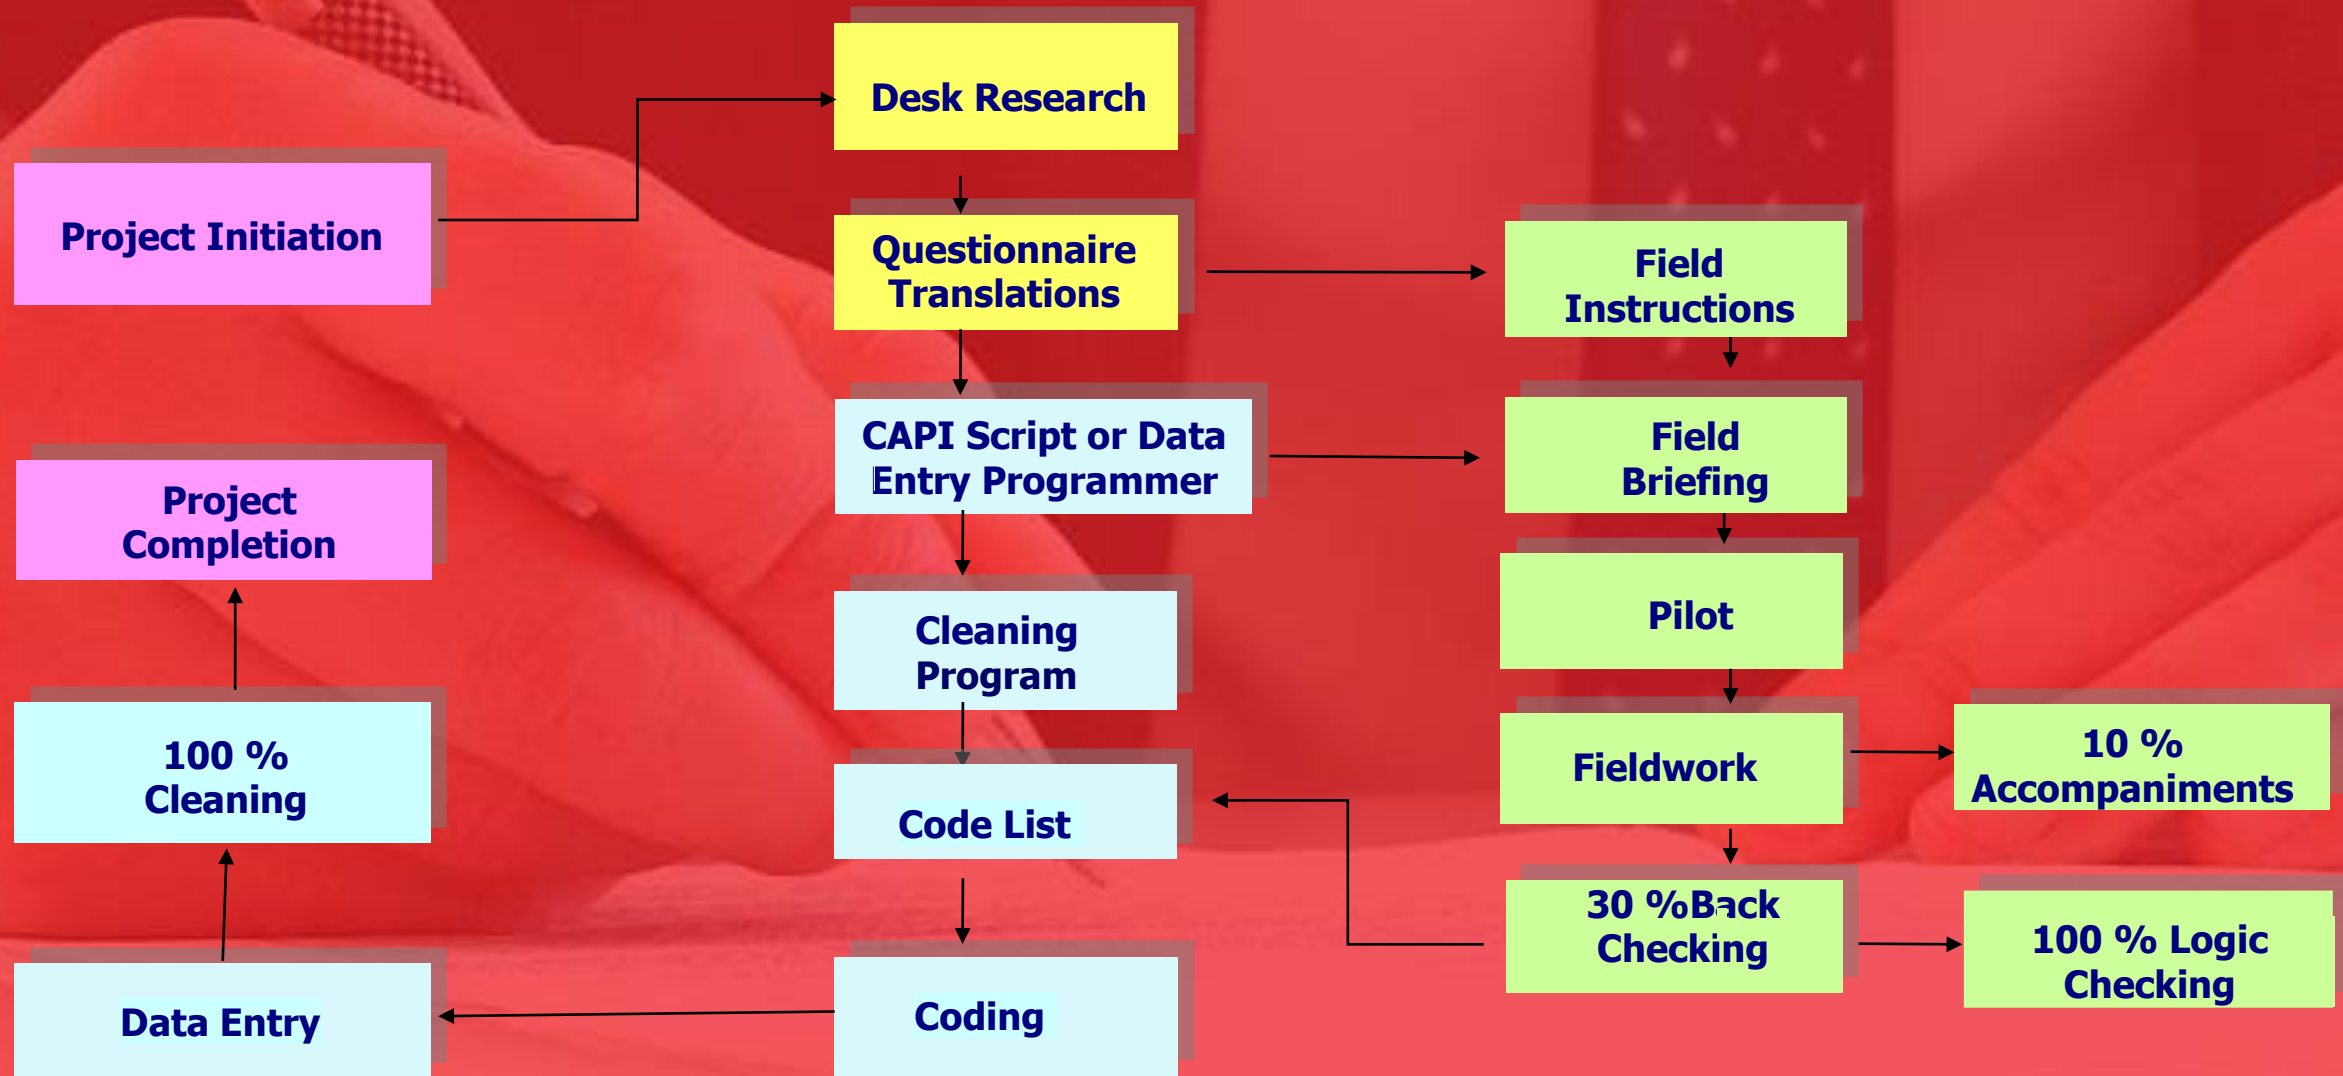 Desk Research
Project Initiation
Questionnaire
Translations
Field
Instructions
CAPI Script or Data
Entry Programmer
Field
Briefing
Project
Completion
Cleaning
Program
Pilot
100 %
Cleaning
Code List
Fieldwork
10 %
Accompaniments
30 %Back
Checking
100 % Logic
Checking
Data Entry
Coding